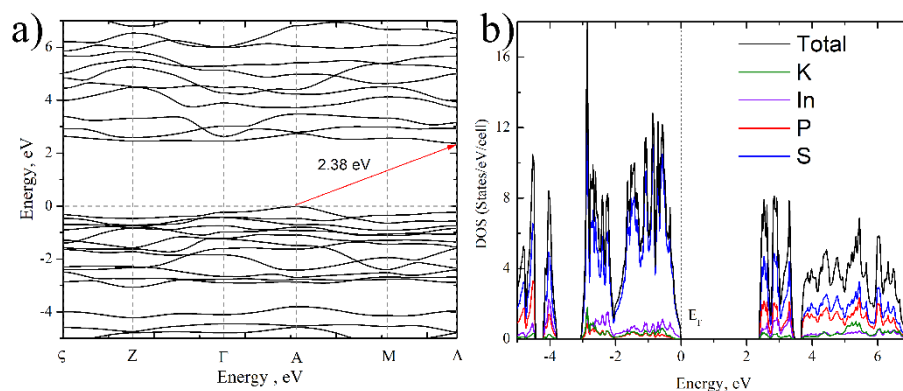 a)
Energy, eV
6
4
2
0
-2
-4
2.38 eV
Z
Γ
A
M
Energy , eV
b)
DOS (States/eV/cell)
16
12
8
4
0
Total
K
In
P
S
-4
-2
0
2
4
6
Energy, eV